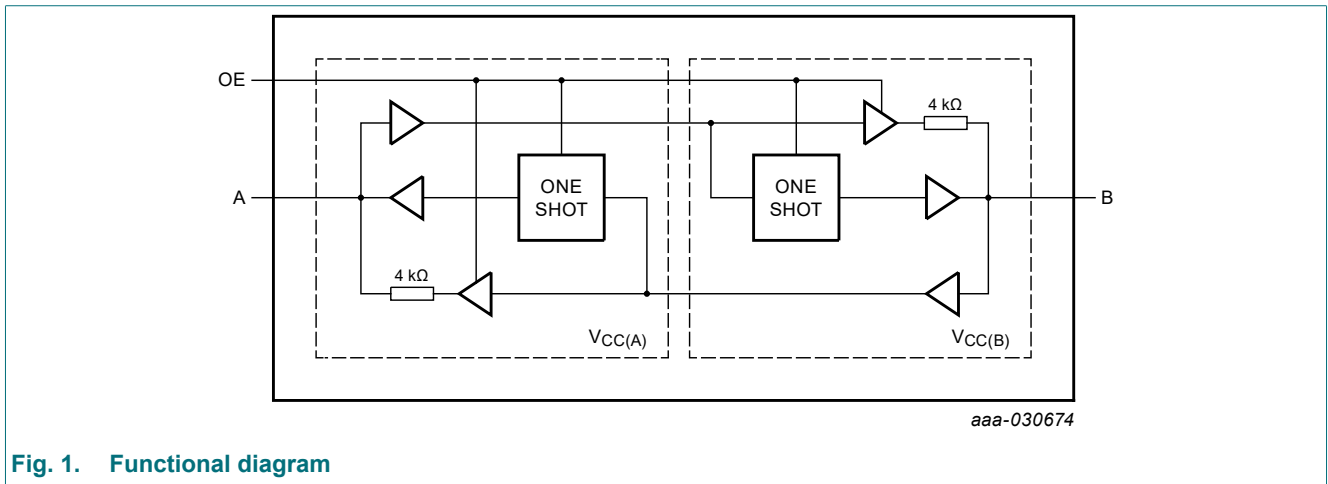 OE
4 kΩ
A
ONE
SHOT
ONE
SHOT
B
4 kΩ
VCC(A)
VCC(B)
aaa-030674
Fig. 1. Functional diagram